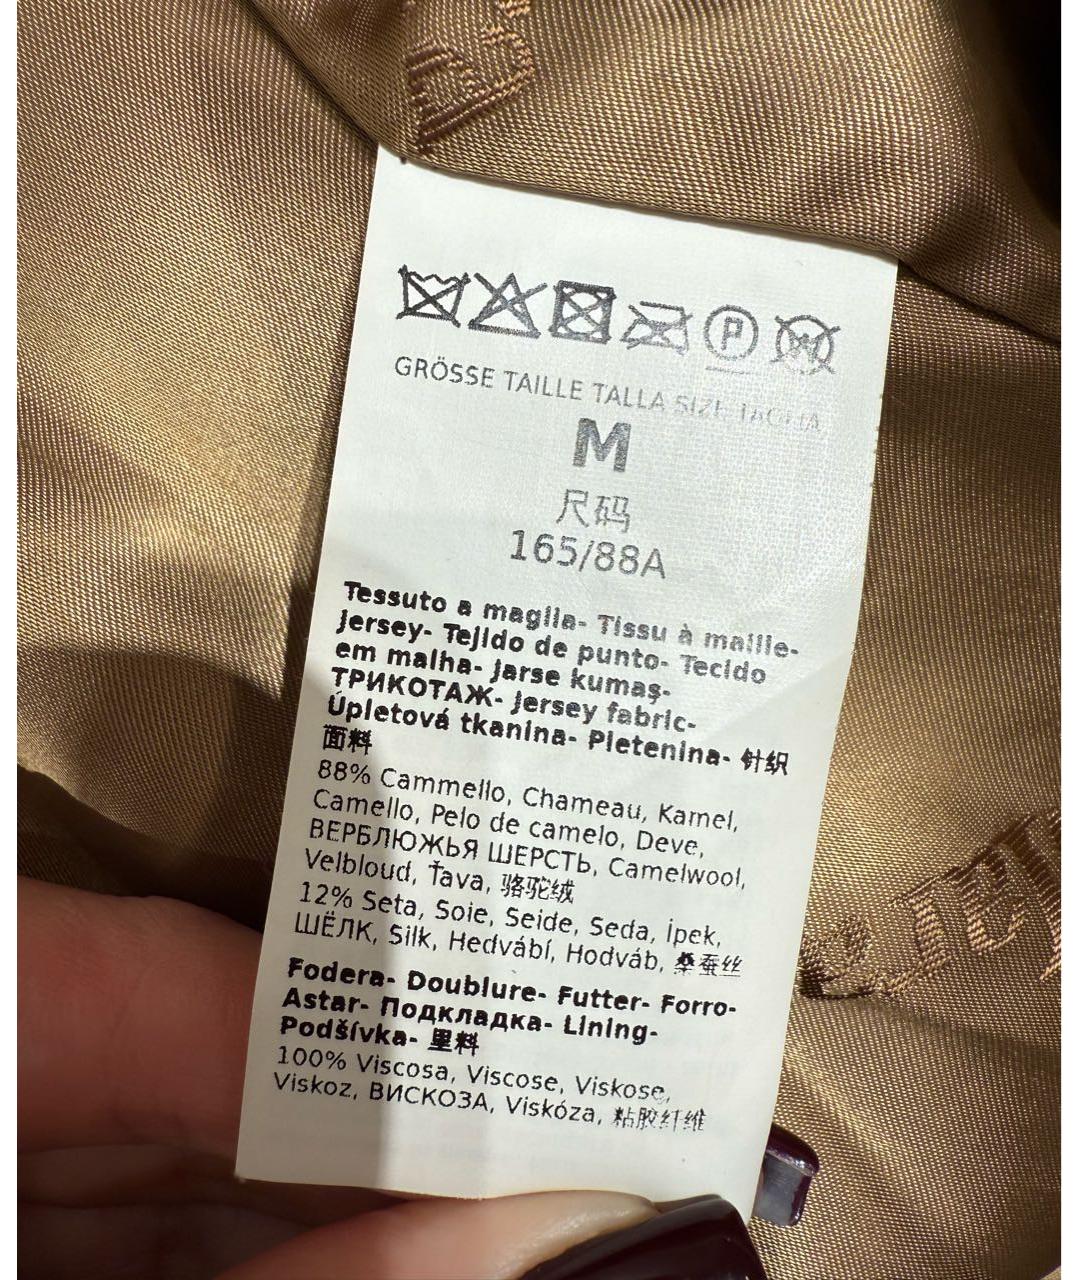 GRÖSSE TAILLE TALLA SIZE TAGLIA
M
尺码
165/88A
Tessuto a maglia- Tissu à maille-
Jersey- Tejido de punto- Tecido
em malha- Jarse kumaş-
ТРИКОТАЖ- Jersey fabric-
Úpletová tkanina- Pletenina- 针织
面料
88% Cammello, Chameau, Kamel,
Camello, Pelo de camelo, Deve,
ВЕРБЛЮЖЬЯ ШЕРСТЬ, Camelwool,
Velbloud, Ťava, 骆驼绒
12% Seta, Soie, Seide, Seda, İpek,
ШЁЛК, Silk, Hedvábí, Hodváb, 桑蚕丝
Fodera- Doublure- Futter- Forro-
Astar- Подкладка- Lining-
Podšívka- 里料
100% Viscosa, Viscose, Viskose,
Viskoz, ВИСКОЗА, Viskóza, 粘胶纤维